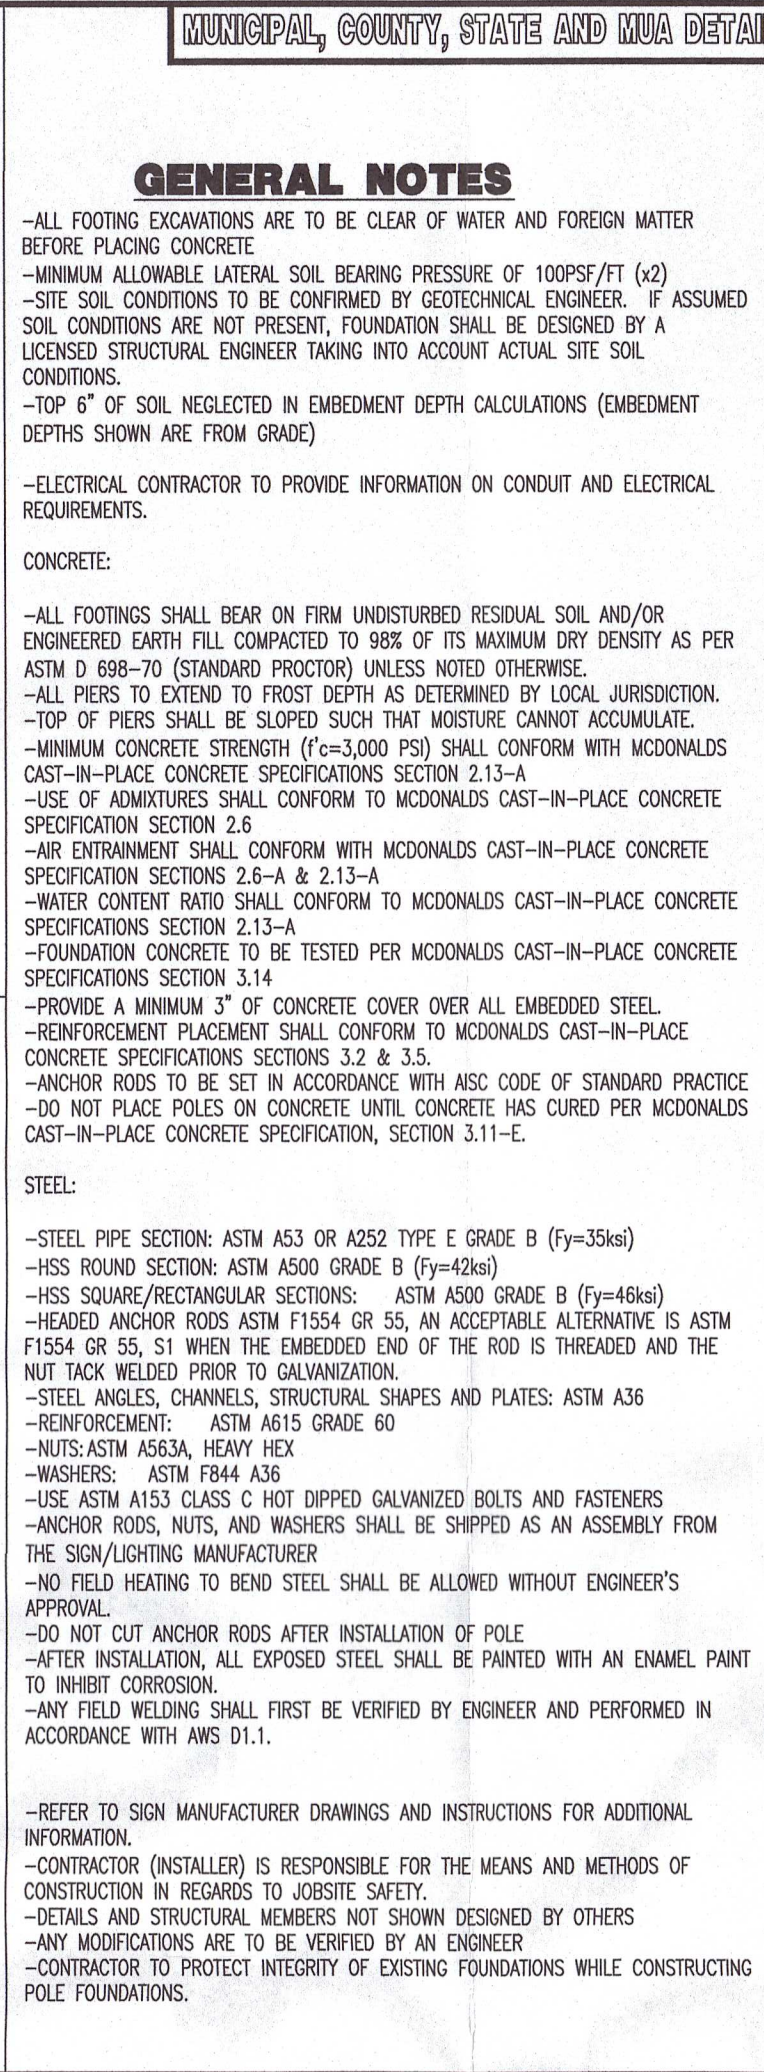 MUNICIPAL, COUNTY, STATE AND MUA DETAI
GENERAL NOTES
-ALL FOOTING EXCAVATIONS ARE TO BE CLEAR OF WATER AND FOREIGN MATTER
BEFORE PLACING CONCRETE
-MINIMUM ALLOWABLE LATERAL SOIL BEARING PRESSURE OF 100PSF/FT (x2)
-SITE SOIL CONDITIONS TO BE CONFIRMED BY GEOTECHNICAL ENGINEER. IF ASSUMED
SOIL CONDITIONS ARE NOT PRESENT, FOUNDATION SHALL BE DESIGNED BY A
LICENSED STRUCTURAL ENGINEER TAKING INTO ACCOUNT ACTUAL SITE SOIL
CONDITIONS.
-TOP 6" OF SOIL NEGLECTED IN EMBEDMENT DEPTH CALCULATIONS (EMBEDMENT
DEPTHS SHOWN ARE FROM GRADE)
-ELECTRICAL CONTRACTOR TO PROVIDE INFORMATION ON CONDUIT AND ELECTRICAL
REQUIREMENTS.
CONCRETE:
-ALL FOOTINGS SHALL BEAR ON FIRM UNDISTURBED RESIDUAL SOIL AND/OR
ENGINEERED EARTH FILL COMPACTED TO 98% OF ITS MAXIMUM DRY DENSITY AS PER
ASTM D 698-70 (STANDARD PROCTOR) UNLESS NOTED OTHERWISE.
-ALL PIERS TO EXTEND TO FROST DEPTH AS DETERMINED BY LOCAL JURISDICTION.
-TOP OF PIERS SHALL BE SLOPED SUCH THAT MOISTURE CANNOT ACCUMULATE.
-MINIMUM CONCRETE STRENGTH (f'c=3,000 PSI) SHALL CONFORM WITH MCDONALDS
CAST-IN-PLACE CONCRETE SPECIFICATIONS SECTION 2.13-A
-USE OF ADMIXTURES SHALL CONFORM TO MCDONALDS CAST-IN-PLACE CONCRETE
SPECIFICATION SECTION 2.6
-AIR ENTRAINMENT SHALL CONFORM WITH MCDONALDS CAST-IN-PLACE CONCRETE
SPECIFICATION SECTIONS 2.6-A & 2.13-A
-WATER CONTENT RATIO SHALL CONFORM TO MCDONALDS CAST-IN-PLACE CONCRETE
SPECIFICATIONS SECTION 2.13-A
-FOUNDATION CONCRETE TO BE TESTED PER MCDONALDS CAST-IN-PLACE CONCRETE
SPECIFICATIONS SECTION 3.14
-PROVIDE A MINIMUM 3" OF CONCRETE COVER OVER ALL EMBEDDED STEEL.
-REINFORCEMENT PLACEMENT SHALL CONFORM TO MCDONALDS CAST-IN-PLACE
CONCRETE SPECIFICATIONS SECTIONS 3.2 & 3.5.
-ANCHOR RODS TO BE SET IN ACCORDANCE WITH AISC CODE OF STANDARD PRACTICE
-DO NOT PLACE POLES ON CONCRETE UNTIL CONCRETE HAS CURED PER MCDONALDS
CAST-IN-PLACE CONCRETE SPECIFICATION, SECTION 3.11-E.
STEEL:
-STEEL PIPE SECTION: ASTM A53 OR A252 TYPE E GRADE B (Fy=35ksi)
-HSS ROUND SECTION: ASTM A500 GRADE B (Fy=42ksi)
-HSS SQUARE/RECTANGULAR SECTIONS: ASTM A500 GRADE B (Fy=46ksi)
-HEADED ANCHOR RODS ASTM F1554 GR 55, AN ACCEPTABLE ALTERNATIVE IS ASTM
F1554 GR 55, S1 WHEN THE EMBEDDED END OF THE ROD IS THREADED AND THE
NUT TACK WELDED PRIOR TO GALVANIZATION.
-STEEL ANGLES, CHANNELS, STRUCTURAL SHAPES AND PLATES: ASTM A36
-REINFORCEMENT: ASTM A615 GRADE 60
-NUTS: ASTM A563A, HEAVY HEX
-WASHERS: ASTM F844 A36
-USE ASTM A153 CLASS C HOT DIPPED GALVANIZED BOLTS AND FASTENERS
-ANCHOR RODS, NUTS, AND WASHERS SHALL BE SHIPPED AS AN ASSEMBLY FROM
THE SIGN/LIGHTING MANUFACTURER
-NO FIELD HEATING TO BEND STEEL SHALL BE ALLOWED WITHOUT ENGINEER'S
APPROVAL.
-DO NOT CUT ANCHOR RODS AFTER INSTALLATION OF POLE
-AFTER INSTALLATION, ALL EXPOSED STEEL SHALL BE PAINTED WITH AN ENAMEL PAINT
TO INHIBIT CORROSION.
-ANY FIELD WELDING SHALL FIRST BE VERIFIED BY ENGINEER AND PERFORMED IN
ACCORDANCE WITH AWS D1.1.
-REFER TO SIGN MANUFACTURER DRAWINGS AND INSTRUCTIONS FOR ADDITIONAL
INFORMATION.
-CONTRACTOR (INSTALLER) IS RESPONSIBLE FOR THE MEANS AND METHODS OF
CONSTRUCTION IN REGARDS TO JOBSITE SAFETY.
-DETAILS AND STRUCTURAL MEMBERS NOT SHOWN DESIGNED BY OTHERS
-ANY MODIFICATIONS ARE TO BE VERIFIED BY AN ENGINEER
-CONTRACTOR TO PROTECT INTEGRITY OF EXISTING FOUNDATIONS WHILE CONSTRUCTING
POLE FOUNDATIONS.